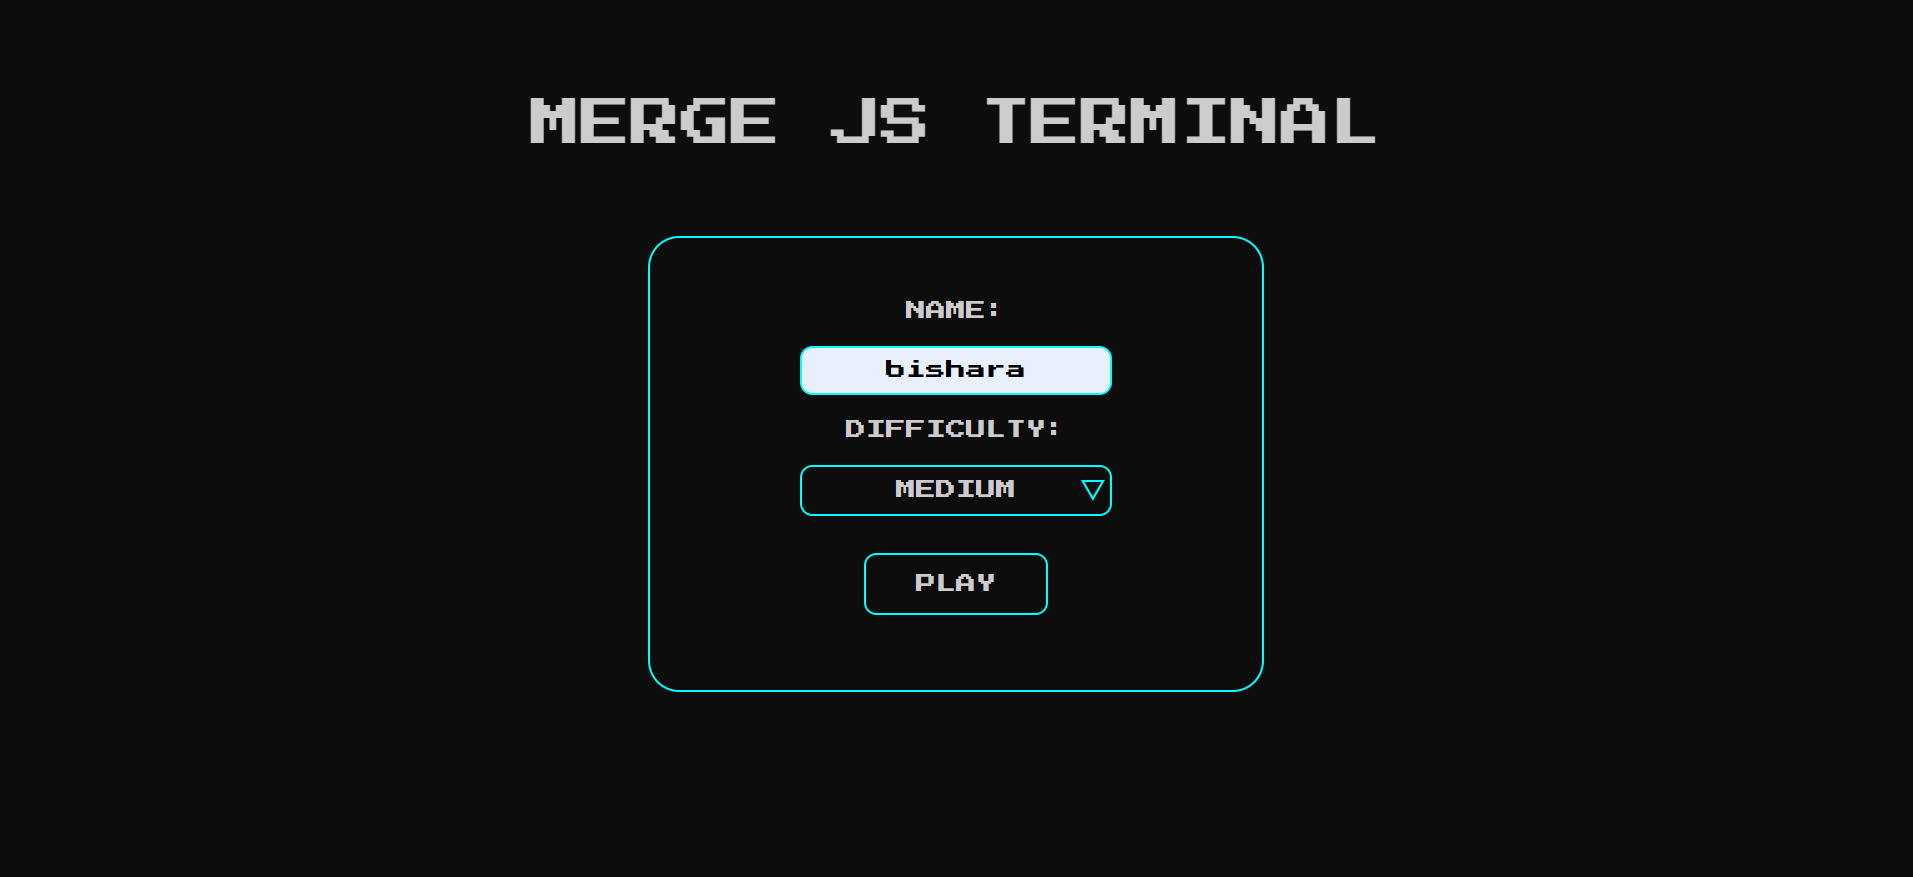 MERGE JS TERMINAL
NAME:
bishara
DIFFICULTY:
MEDIUM
PLAY